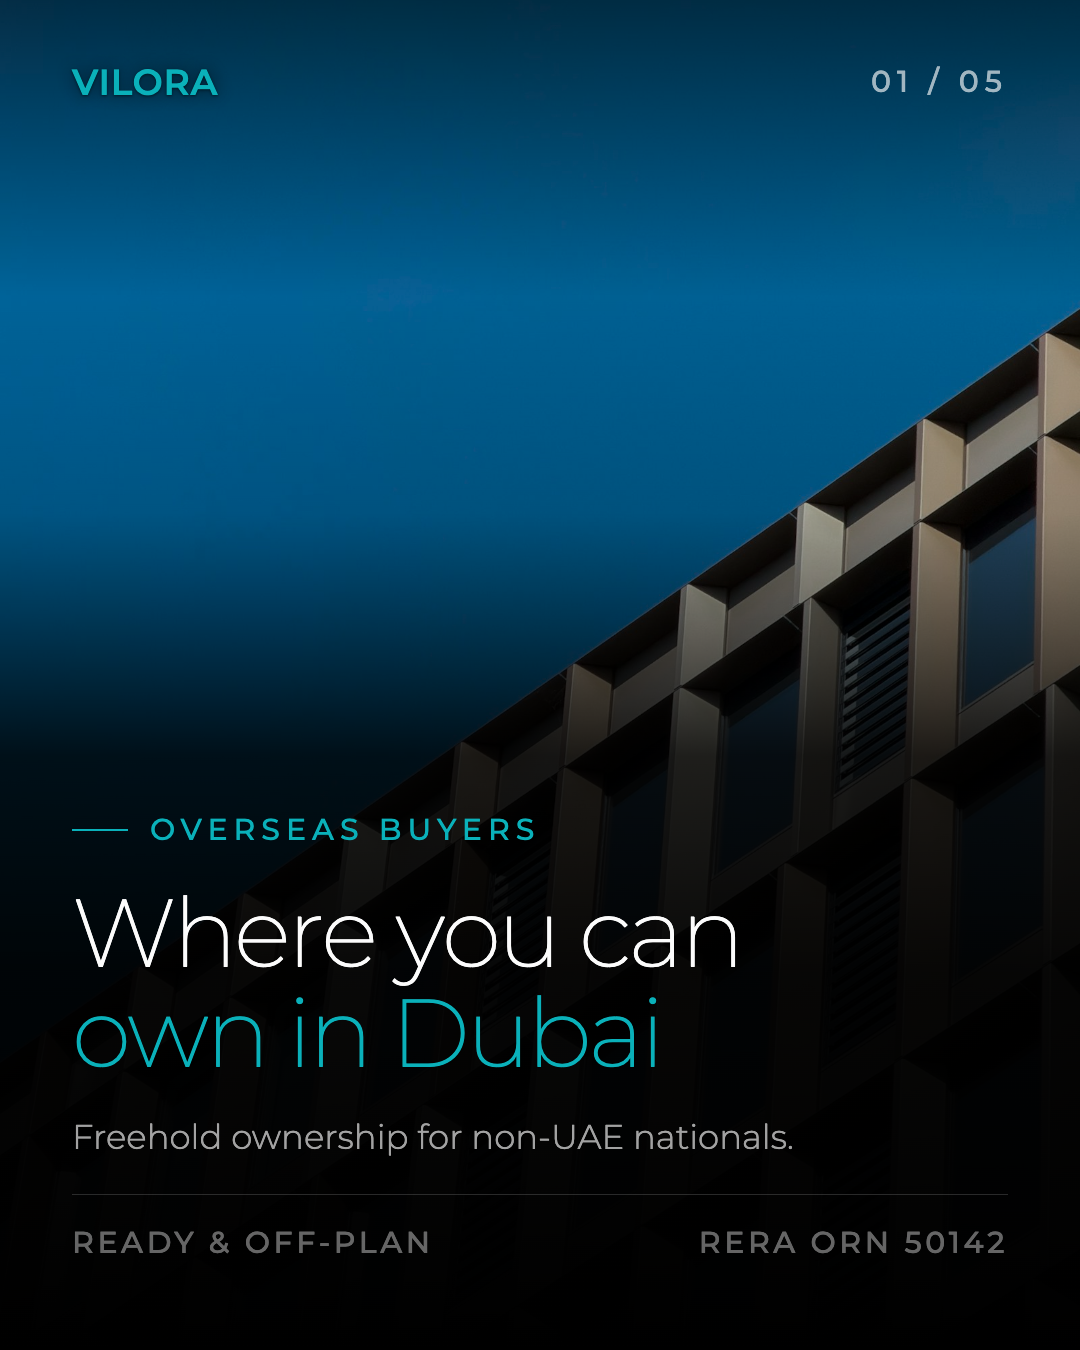 VILORA
01 / 05
OVERSEAS BUYERS
Where you can
own in Dubai
Freehold ownership for non-UAE nationals.
READY & OFF-PLAN
RERA ORN 50142